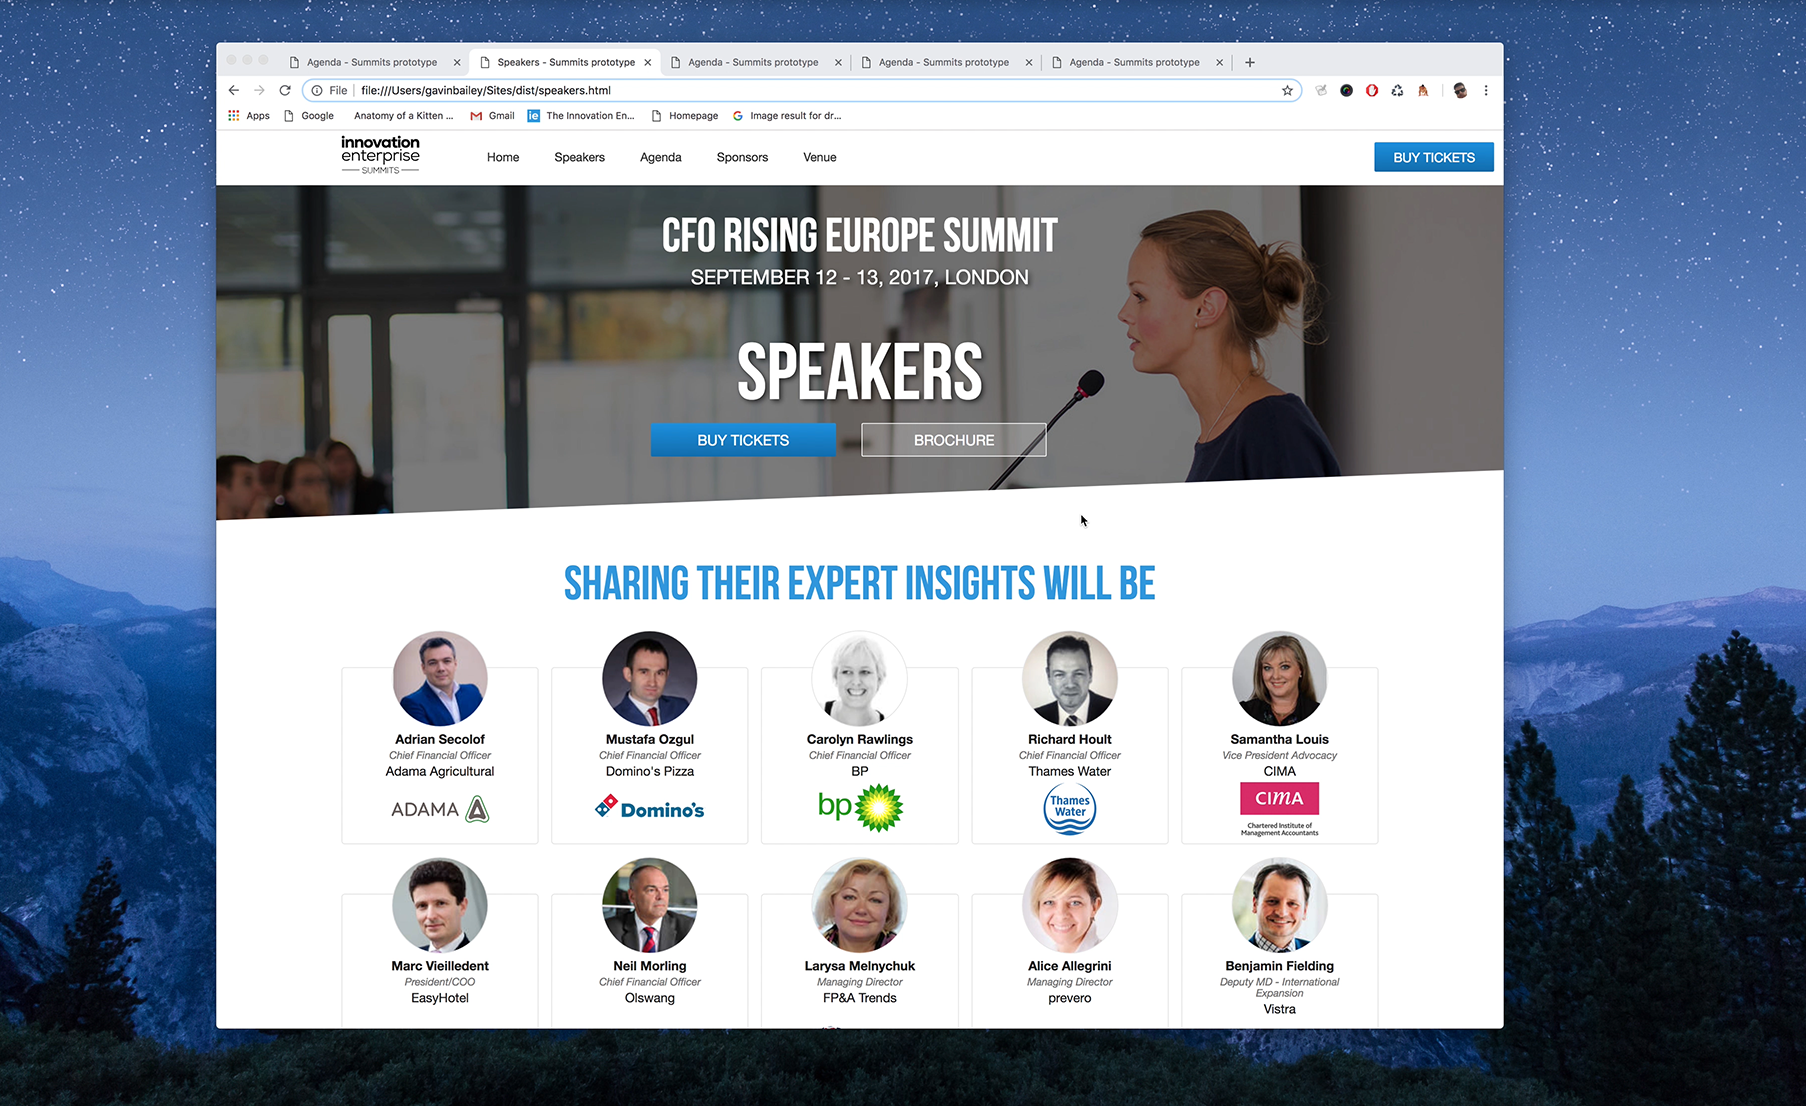 Agenda - Summits prototype
Speakers - Summits prototype
Agenda - Summits prototype
Agenda - Summits prototype
Agenda - Summits prototype
File
file:///Users/gavinbailey/Sites/dist/speakers.html
Apps
Google
Anatomy of a Kitten ...
Gmail
ie
The Innovation En...
Homepage
Image result for dr...
innovation
enterprise
SUMMITS
Home
Speakers
Agenda
Sponsors
Venue
BUY TICKETS
CFO RISING EUROPE SUMMIT
SEPTEMBER 12 - 13, 2017, LONDON
SPEAKERS
BUY TICKETS
BROCHURE
SHARING THEIR EXPERT INSIGHTS WILL BE
Adrian Secolof
Chief Financial Officer
Adama Agricultural
ADAMA
Mustafa Ozgul
Chief Financial Officer
Domino's Pizza
Domino's
Carolyn Rawlings
Chief Financial Officer
BP
bp
Richard Hoult
Chief Financial Officer
Thames Water
Thames
Water
Samantha Louis
Vice President Advocacy
CIMA
CIMA
Chartered Institute of
Management Accountants
Marc Vieilledent
President/COO
EasyHotel
Neil Morling
Chief Financial Officer
Olswang
Larysa Melnychuk
Managing Director
FP&A Trends
Alice Allegrini
Managing Director
prevero
Benjamin Fielding
Deputy MD - International
Expansion
Vistra